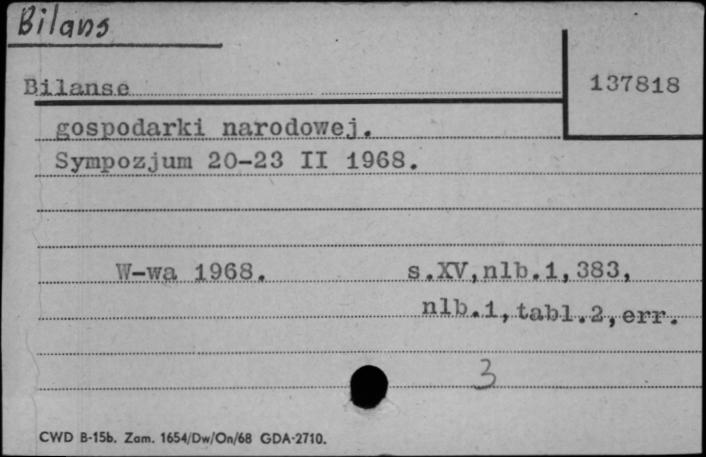 Bilans
Bilanse
137818
gospodarki narodowej.
Sympozjum 20-23 II 1968.
W-wa 1968.
s.XV,nlb.1,383,
nlb.1,tabl.2,err.
3
CWD B-15b. Zam. 1654/Dw/On/68 GDA-2710.